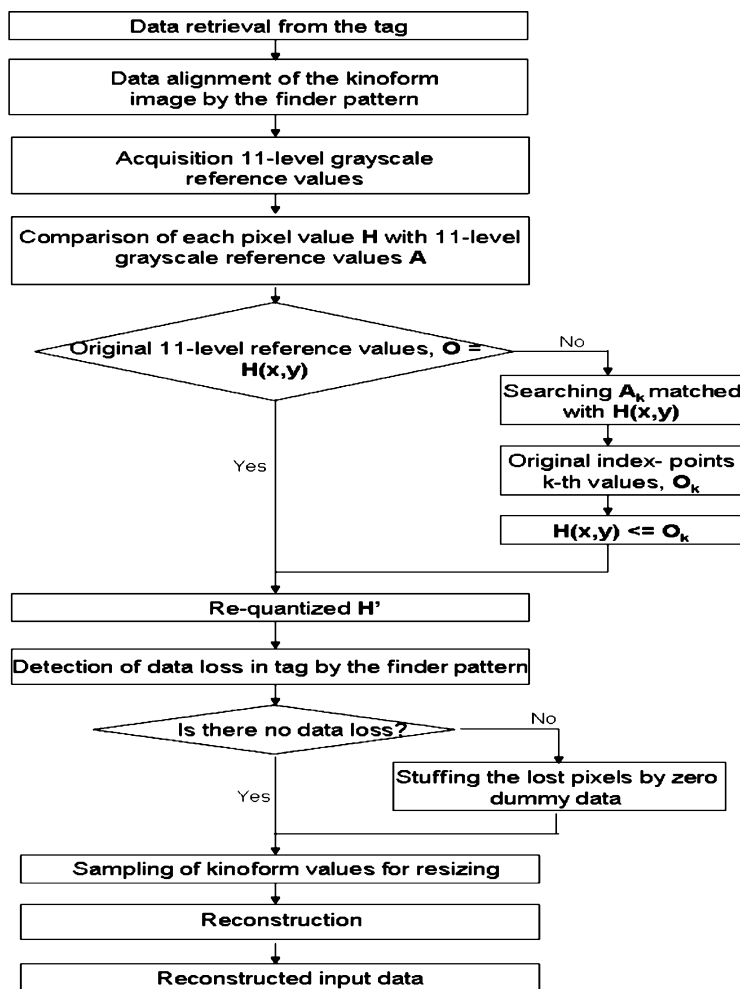 Data retrieval from the tag
Data alignment of the kinoform
image by the finder pattern
Acquisition 11-level grayscale
reference values
Comparison of each pixel value H with 11-level
grayscale reference values A
Original 11-level reference values, O =
H(x,y)
No
Searching Aₖ matched
with H(x,y)
Original index- points
k-th values, Oₖ
H(x,y) <= Oₖ
Yes
Re-quantized H'
Detection of data loss in tag by the finder pattern
Is there no data loss?
No
Stuffing the lost pixels by zero
dummy data
Yes
Sampling of kinoform values for resizing
Reconstruction
Reconstructed input data